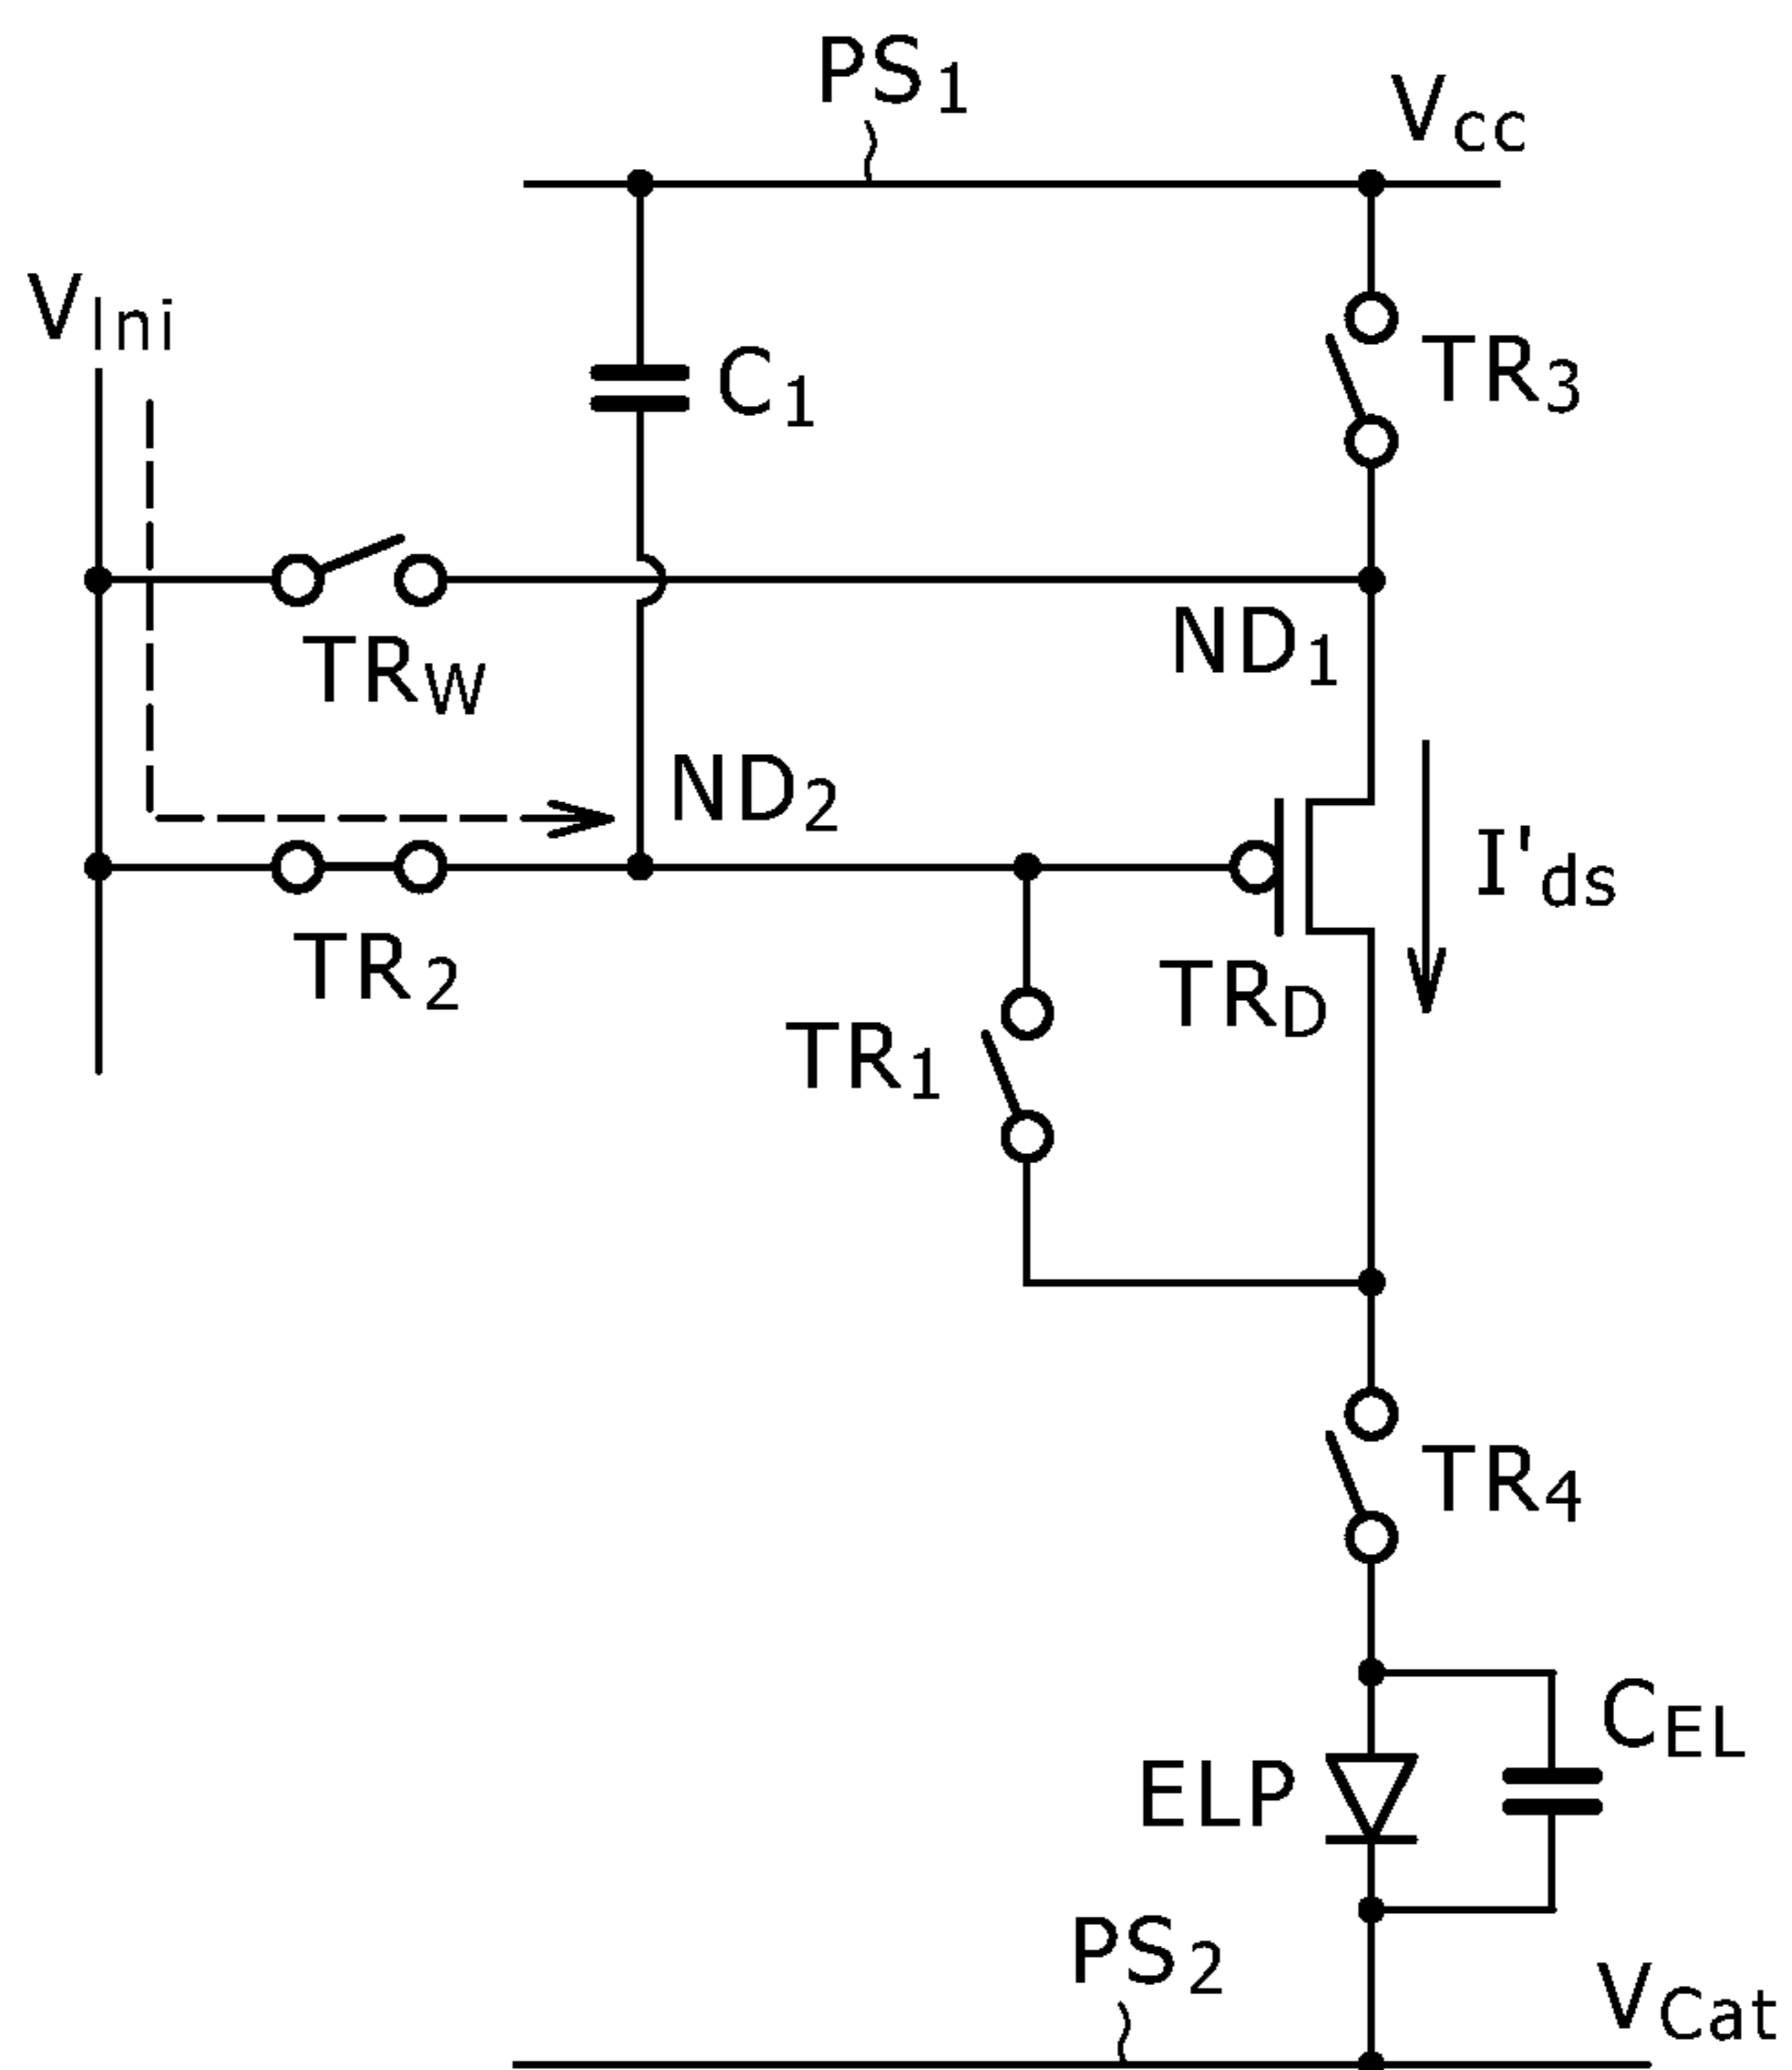 PS1
Vcc
VIni
C1
TR3
TRW
ND1
ND2
I'ds
TR2
TRD
TR1
TR4
CEL
ELP
PS2
VCat